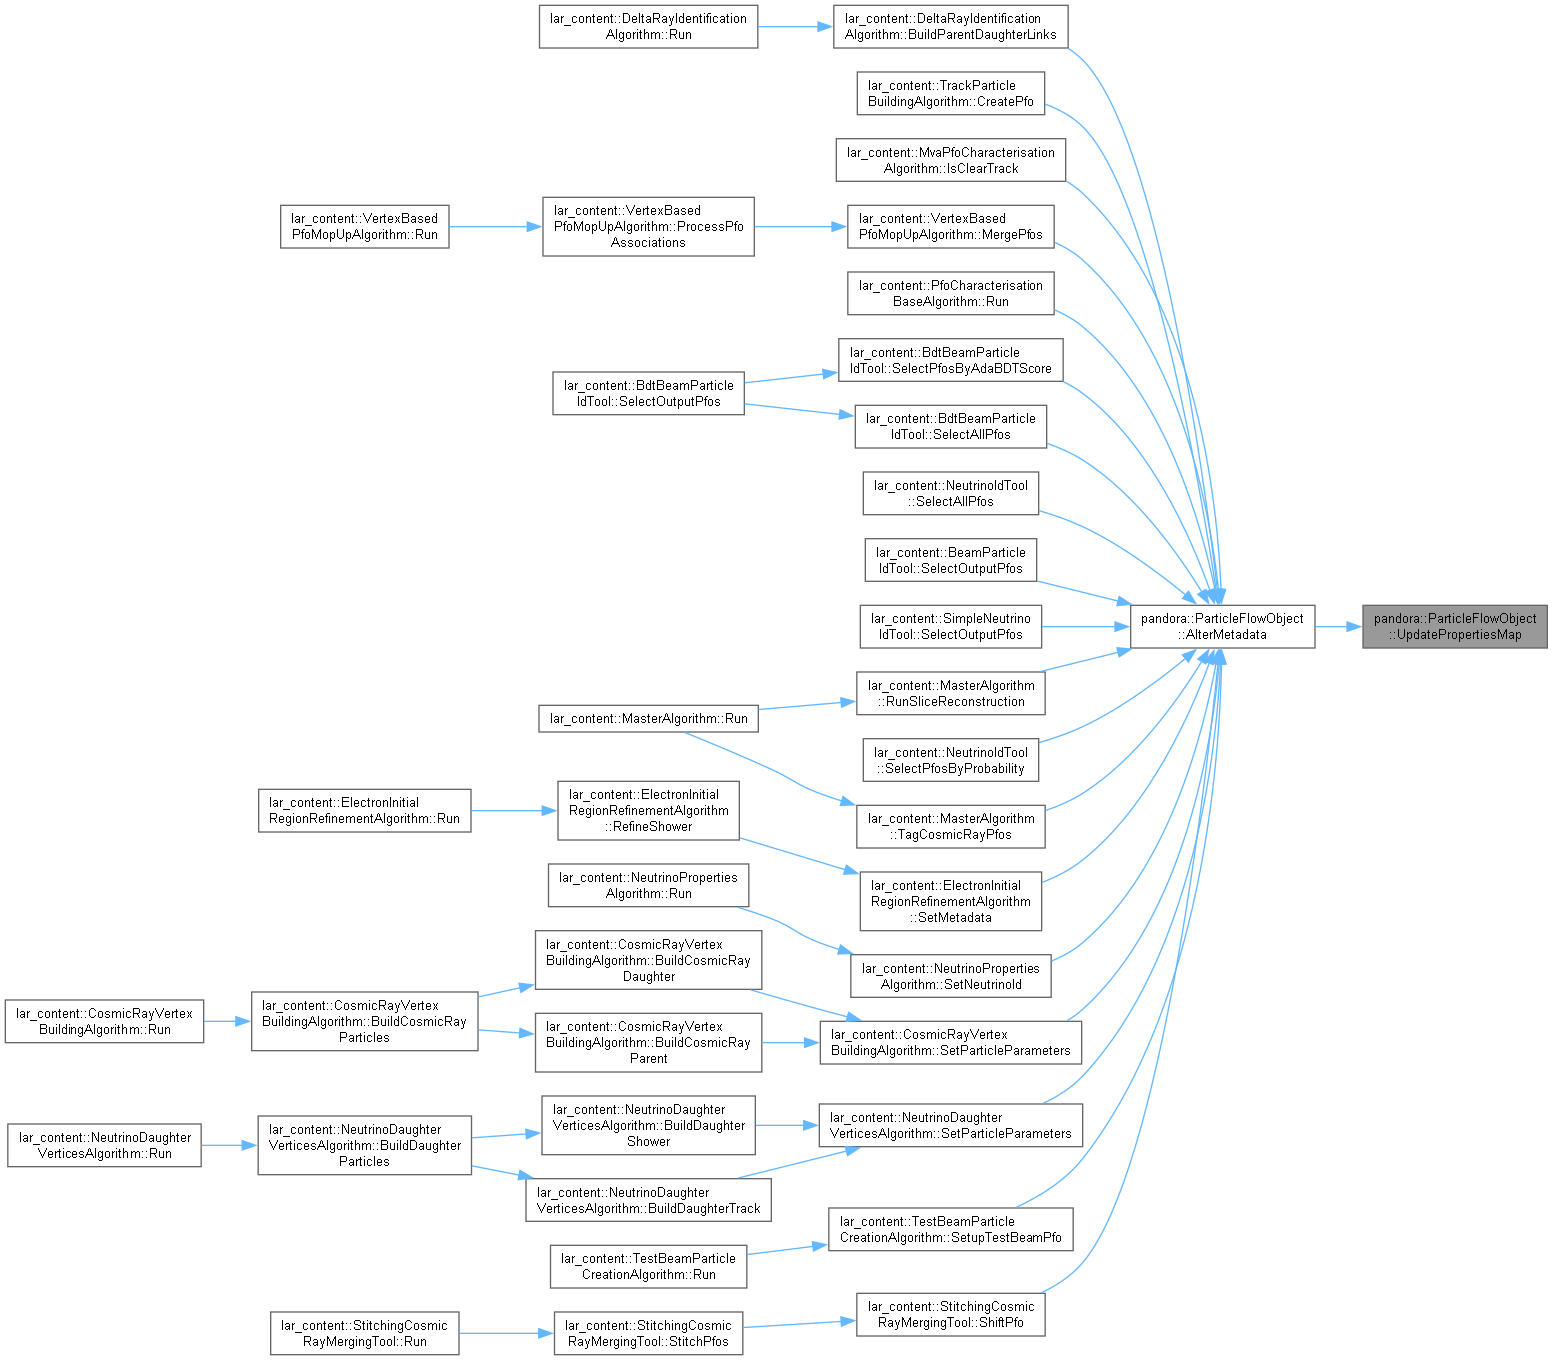 lar_content::DeltaRayIdentification
Algorithm::Run
lar_content::DeltaRayIdentification
Algorithm::BuildParentDaughterLinks
lar_content::TrackParticle
BuildingAlgorithm::CreatePfo
lar_content::MvaPfoCharacterisation
Algorithm::IsClearTrack
lar_content::VertexBased
PfoMopUpAlgorithm::Run
lar_content::VertexBased
PfoMopUpAlgorithm::ProcessPfo
Associations
lar_content::VertexBased
PfoMopUpAlgorithm::MergePfos
lar_content::PfoCharacterisation
BaseAlgorithm::Run
lar_content::BdtBeamParticle
IdTool::SelectPfosByAdaBDTScore
lar_content::BdtBeamParticle
IdTool::SelectOutputPfos
lar_content::BdtBeamParticle
IdTool::SelectAllPfos
lar_content::NeutrinoIdTool
::SelectAllPfos
lar_content::BeamParticle
IdTool::SelectOutputPfos
lar_content::SimpleNeutrino
IdTool::SelectOutputPfos
pandora::ParticleFlowObject
::AlterMetadata
pandora::ParticleFlowObject
::UpdatePropertiesMap
lar_content::MasterAlgorithm
::RunSliceReconstruction
lar_content::MasterAlgorithm::Run
lar_content::NeutrinoIdTool
::SelectPfosByProbability
lar_content::MasterAlgorithm
::TagCosmicRayPfos
lar_content::ElectronInitial
RegionRefinementAlgorithm::Run
lar_content::ElectronInitial
RegionRefinementAlgorithm
::RefineShower
lar_content::ElectronInitial
RegionRefinementAlgorithm
::SetMetadata
lar_content::NeutrinoProperties
Algorithm::Run
lar_content::NeutrinoProperties
Algorithm::SetNeutrinoId
lar_content::CosmicRayVertex
BuildingAlgorithm::BuildCosmicRay
Daughter
lar_content::CosmicRayVertex
BuildingAlgorithm::Run
lar_content::CosmicRayVertex
BuildingAlgorithm::BuildCosmicRay
Particles
lar_content::CosmicRayVertex
BuildingAlgorithm::BuildCosmicRay
Parent
lar_content::CosmicRayVertex
BuildingAlgorithm::SetParticleParameters
lar_content::NeutrinoDaughter
VerticesAlgorithm::Run
lar_content::NeutrinoDaughter
VerticesAlgorithm::BuildDaughter
Particles
lar_content::NeutrinoDaughter
VerticesAlgorithm::BuildDaughter
Shower
lar_content::NeutrinoDaughter
VerticesAlgorithm::SetParticleParameters
lar_content::NeutrinoDaughter
VerticesAlgorithm::BuildDaughterTrack
lar_content::TestBeamParticle
CreationAlgorithm::SetupTestBeamPfo
lar_content::TestBeamParticle
CreationAlgorithm::Run
lar_content::StitchingCosmic
RayMergingTool::ShiftPfo
lar_content::StitchingCosmic
RayMergingTool::Run
lar_content::StitchingCosmic
RayMergingTool::StitchPfos